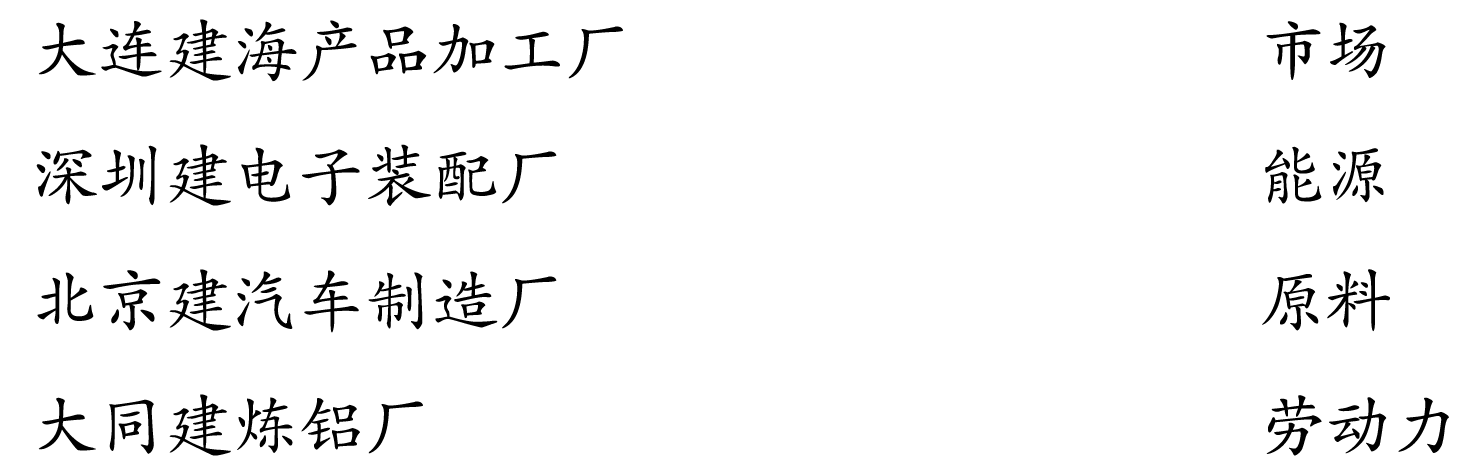 大连建海产品加工厂 市场
深圳建电子装配厂 能源
北京建汽车制造厂 原料
大同建炼铝厂 劳动力